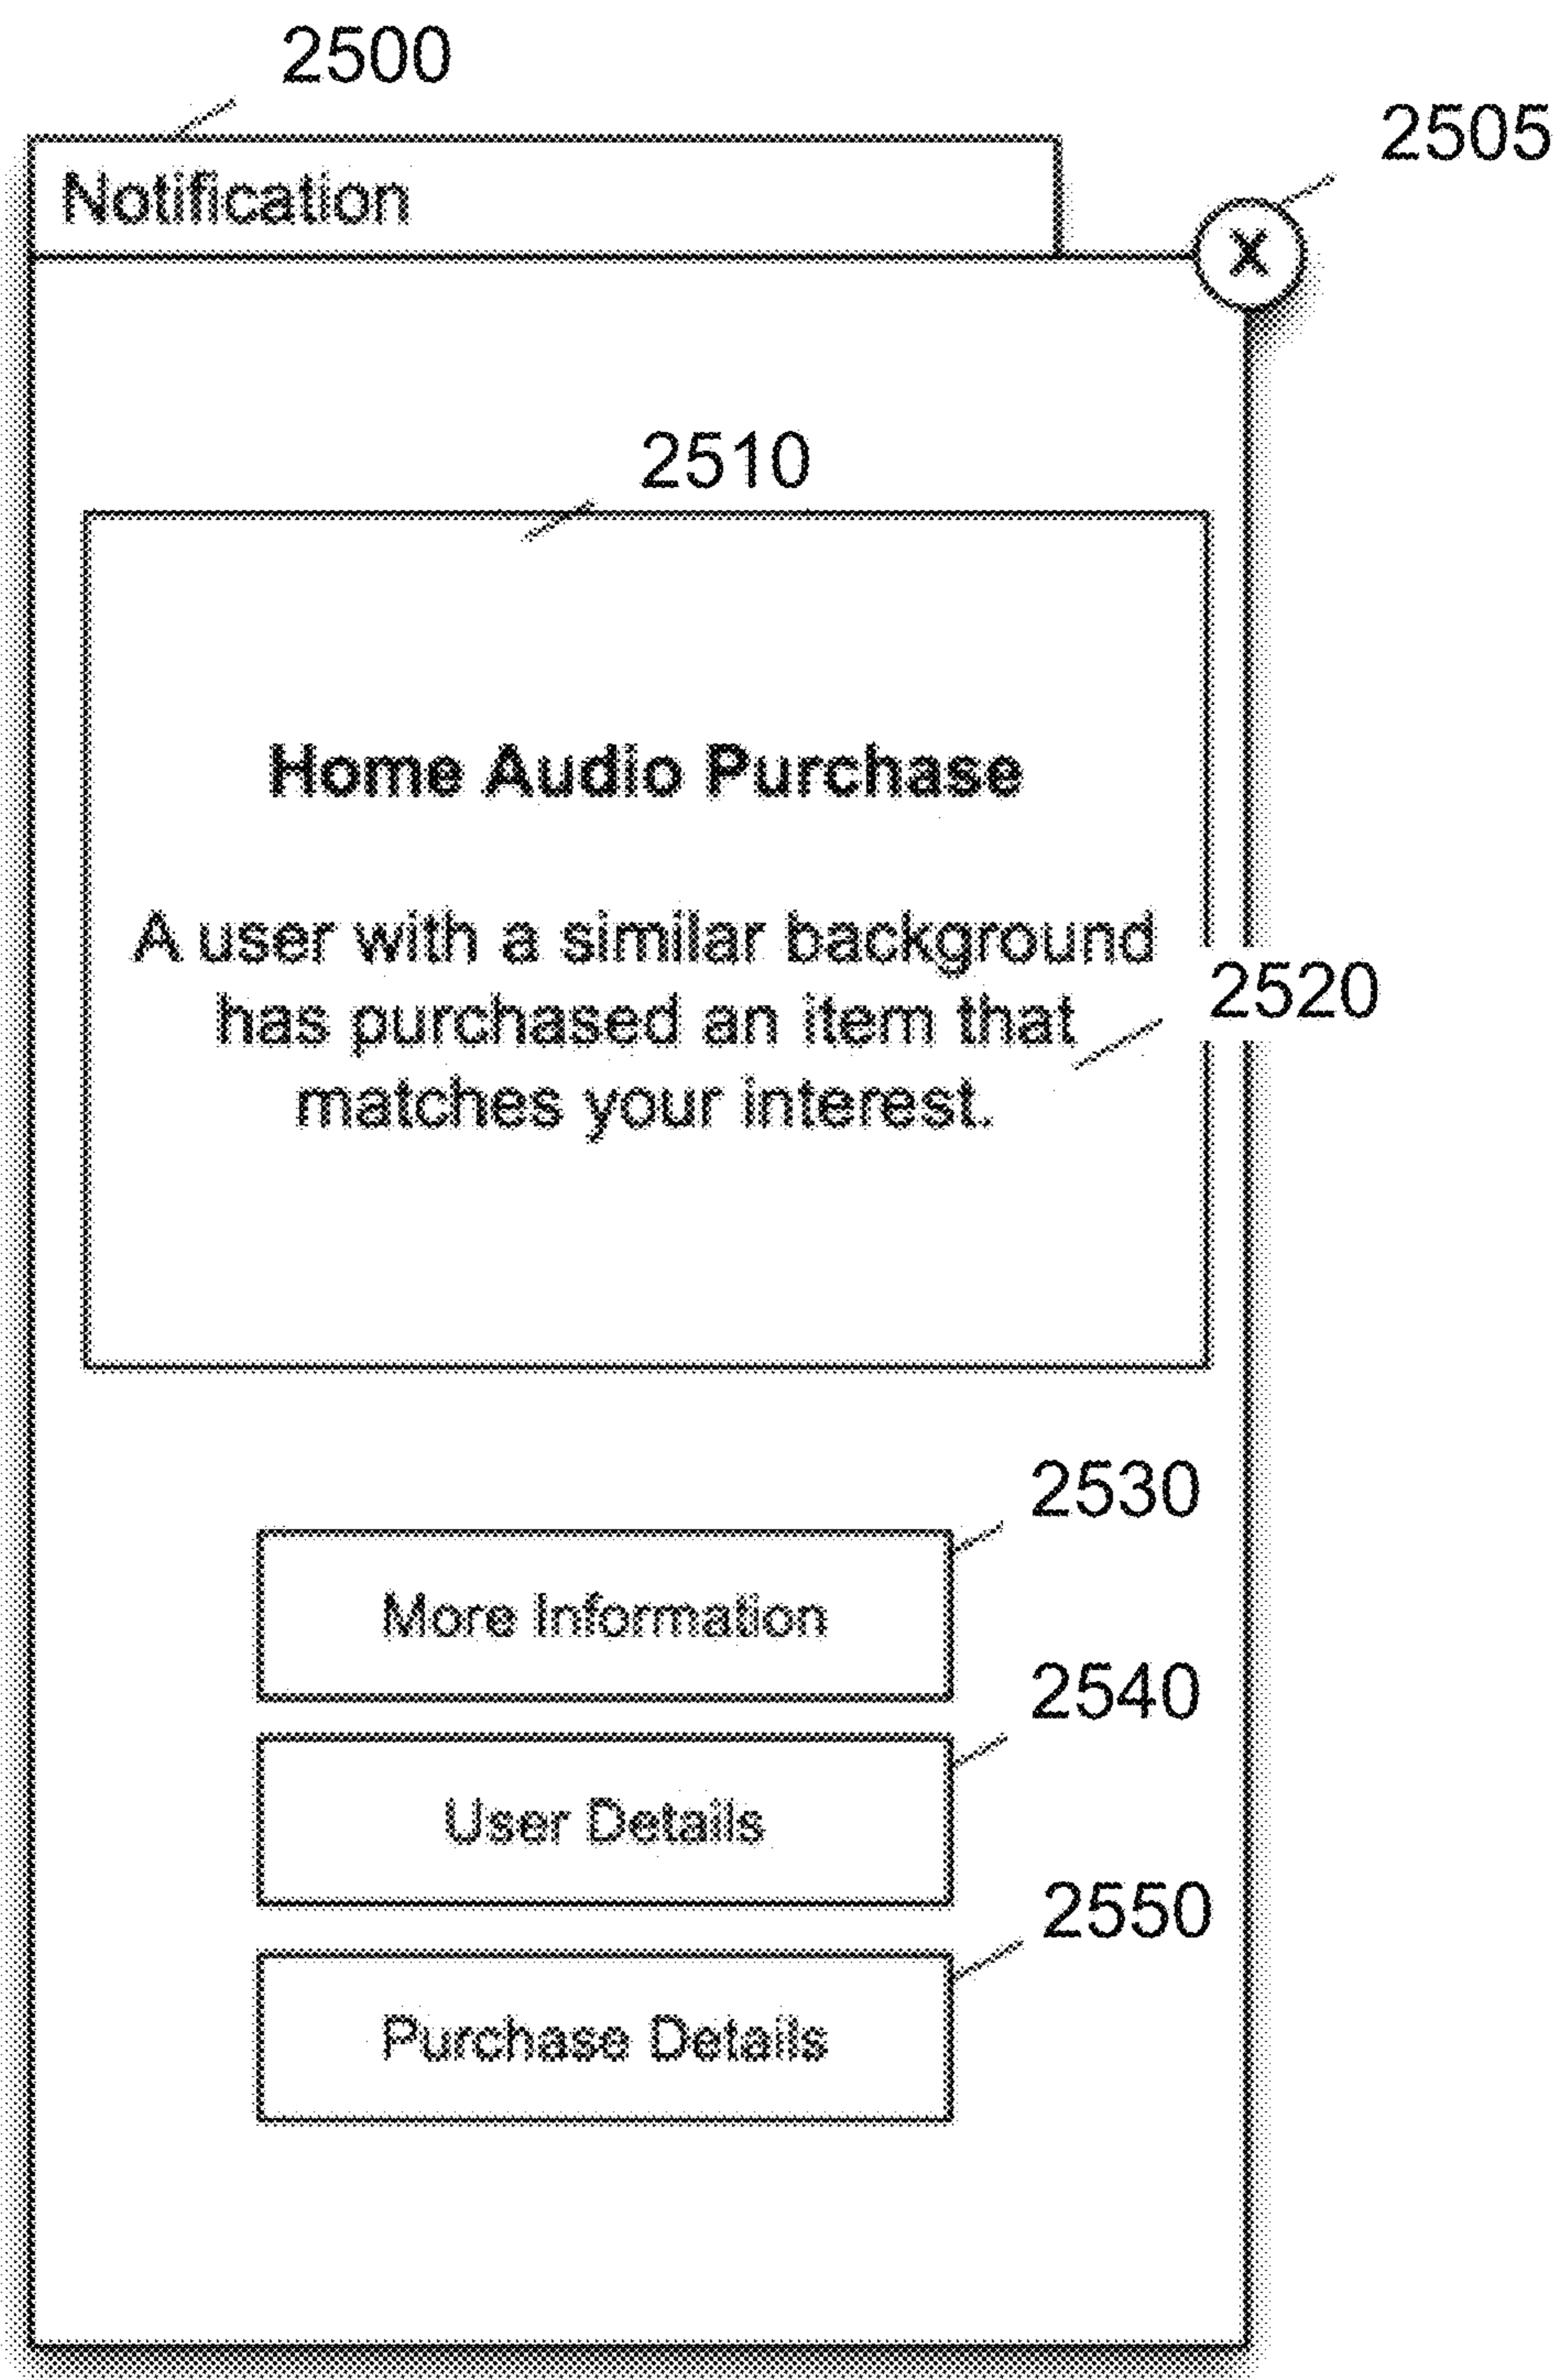 2500
2505
Notification
X
2510
Home Audio Purchase
A user with a similar background
has purchased an item that
2520
matches your interest.
2530
More Information
2540
User Details
2550
Purchase Details